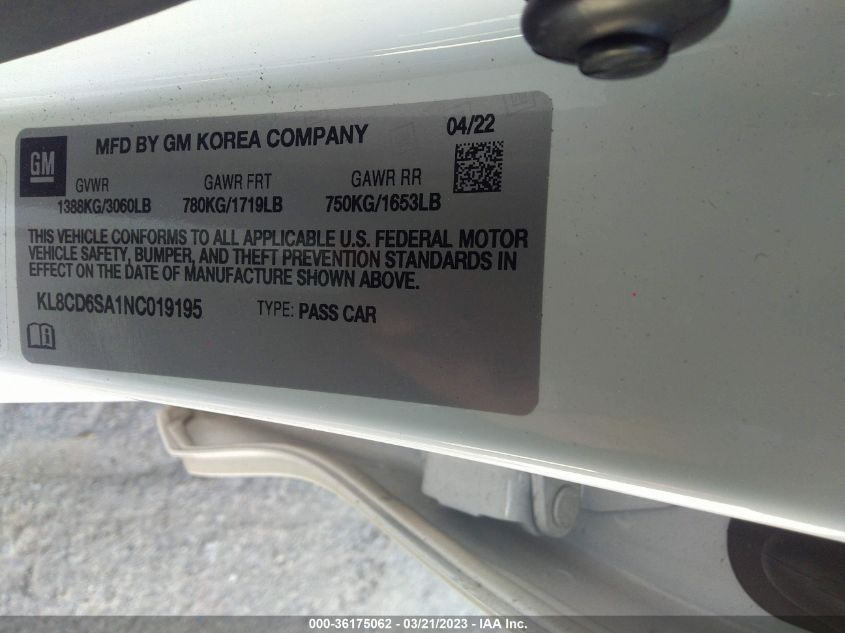 GM
MFD BY GM KOREA COMPANY
04/22
GVWR GAWR FRT GAWR RR
1388KG/3060LB 780KG/1719LB 750KG/1653LB
THIS VEHICLE CONFORMS TO ALL APPLICABLE U.S. FEDERAL MOTOR
VEHICLE SAFETY, BUMPER, AND THEFT PREVENTION STANDARDS IN
EFFECT ON THE DATE OF MANUFACTURE SHOWN ABOVE.
KL8CD6SA1NC019195 TYPE: PASS CAR
000-36175062 - 03/21/2023 - IAA Inc.